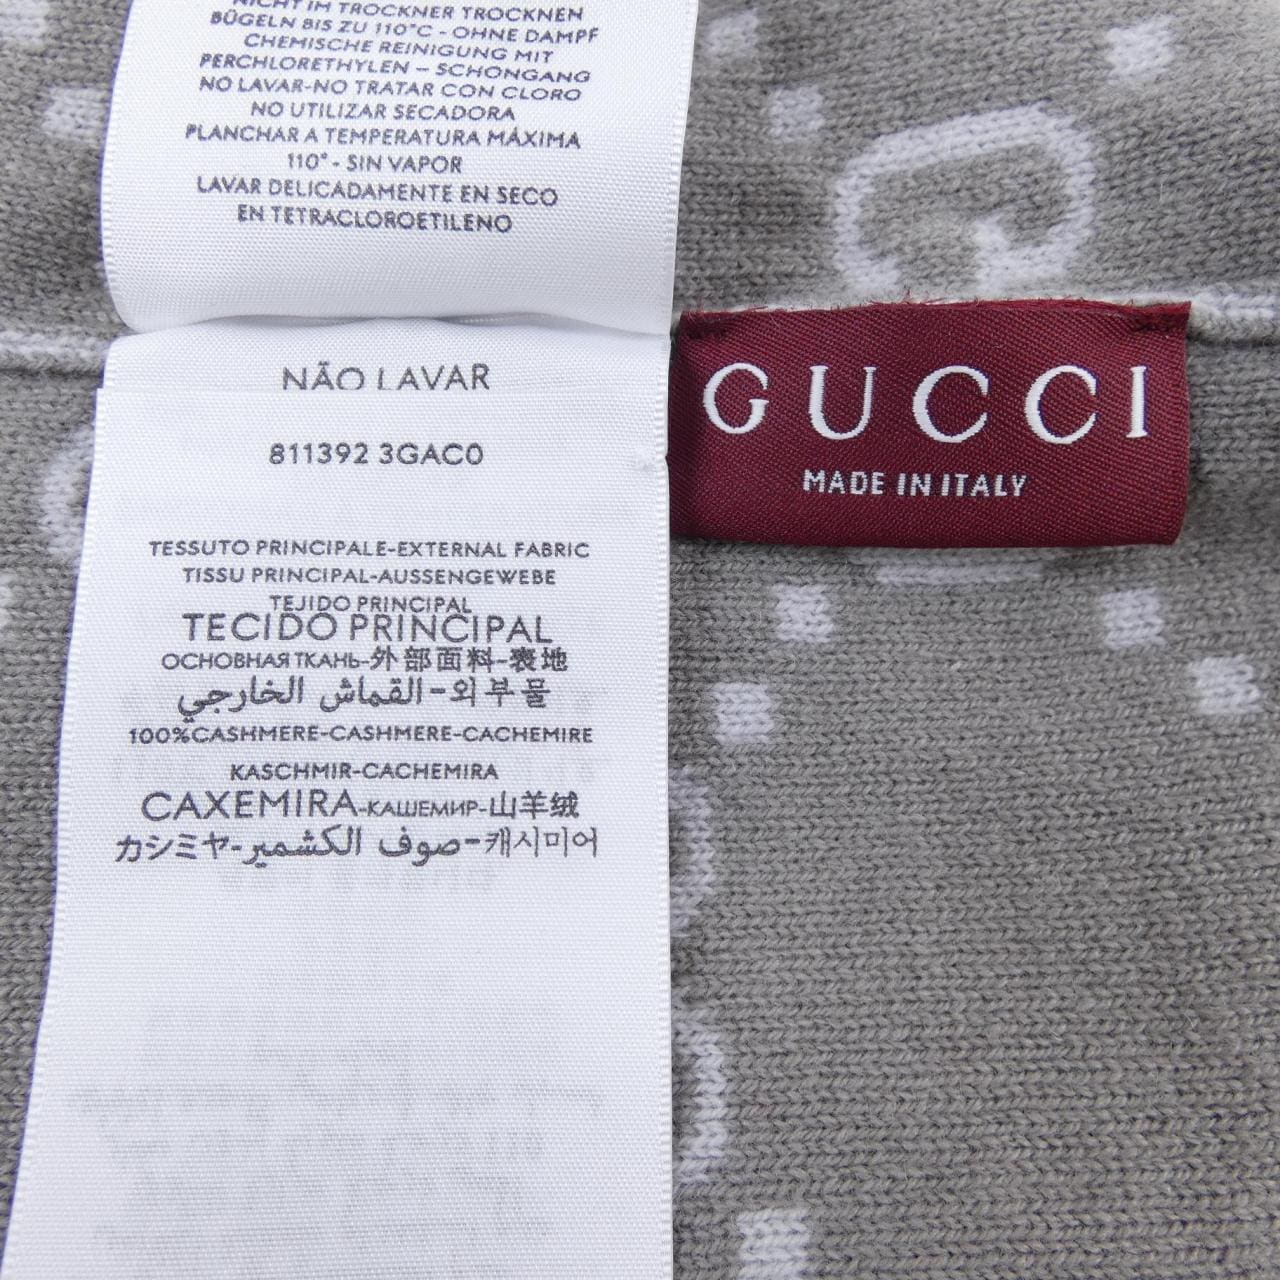 NICHT IM TROCKNER TROCKNEN
BÜGELN BIS ZU 110°C - OHNE DAMPF
CHEMISCHE REINIGUNG MIT
PERCHLORETHYLEN – SCHONGANG
NO LAVAR-NO TRATAR CON CLORO
NO UTILIZAR SECADORA
PLANCHAR A TEMPERATURA MÁXIMA
110° - SIN VAPOR
LAVAR DELICADAMENTE EN SECO
EN TETRACLOROETILENO
NÃO LAVAR
811392 3GAC0
TESSUTO PRINCIPALE-EXTERNAL FABRIC
TISSU PRINCIPAL-AUSSENGEWEBE
TEJIDO PRINCIPAL
TECIDO PRINCIPAL
ОСНОВНАЯ ТКАНЬ-外部面料-表地
القماش الخارجي-외부물
100%CASHMERE-CASHMERE-CACHEMIRE
KASCHMIR-CACHEMIRA
CAXEMIRA-КАШЕМИР-山羊绒
カシミヤ-صوف الكشمير-캐시미어
GUCCI
MADE IN ITALY